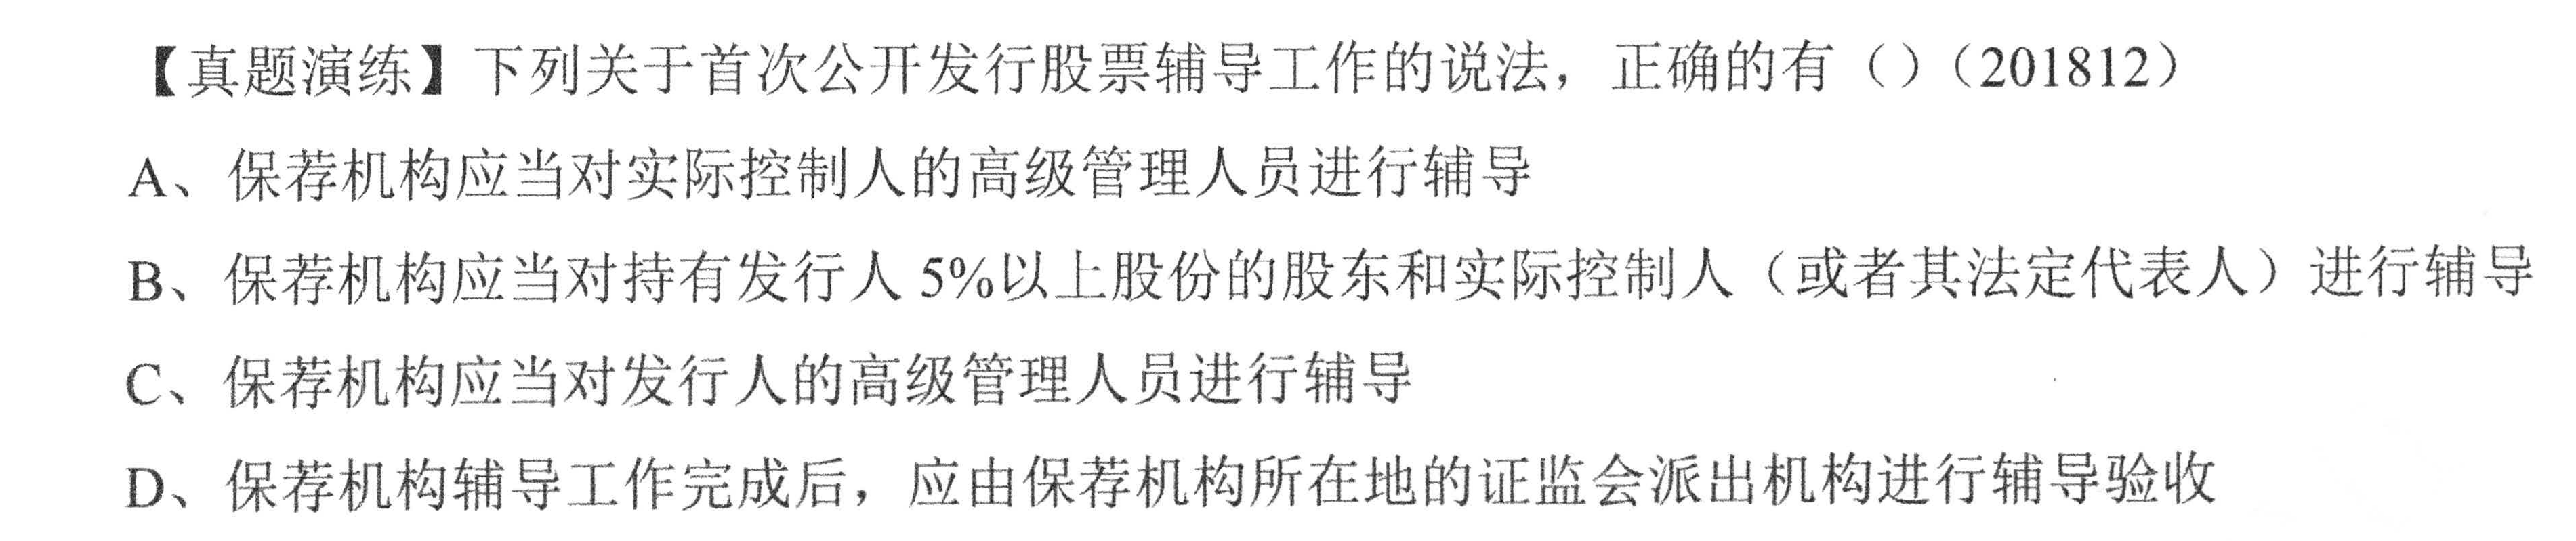 【真题演练】下列关于首次公开发行股票辅导工作的说法，正确的有（）（201812）
A、保荐机构应当对实际控制人的高级管理人员进行辅导
B、保荐机构应当对持有发行人 5%以上股份的股东和实际控制人（或者其法定代表人）进行辅导
C、保荐机构应当对发行人的高级管理人员进行辅导
D、保荐机构辅导工作完成后，应由保荐机构所在地的证监会派出机构进行辅导验收